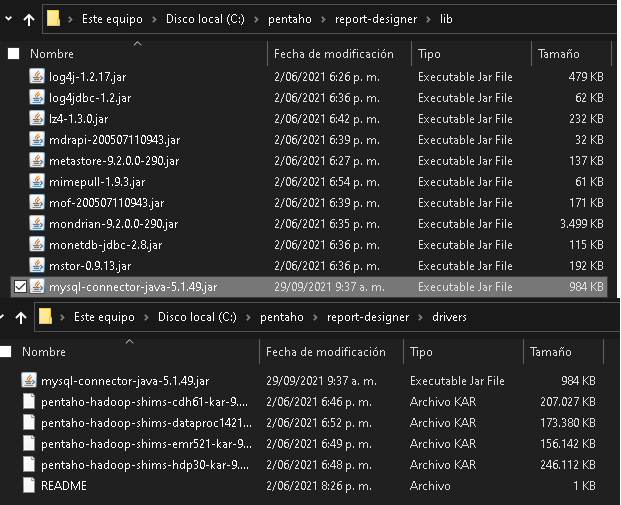 Este equipo > Disco local (C:) > pentaho > report-designer > lib
Nombre Fecha de modificación Tipo Tamaño
log4j-1.2.17.jar 2/06/2021 6:26 p. m. Executable Jar File 479 KB
log4jdbc-1.2.jar 2/06/2021 6:36 p. m. Executable Jar File 62 KB
lz4-1.3.0.jar 2/06/2021 6:42 p. m. Executable Jar File 232 KB
mdrapi-200507110943.jar 2/06/2021 6:39 p. m. Executable Jar File 32 KB
metastore-9.2.0.0-290.jar 2/06/2021 6:27 p. m. Executable Jar File 137 KB
mimepull-1.9.3.jar 2/06/2021 6:54 p. m. Executable Jar File 61 KB
mof-200507110943.jar 2/06/2021 6:39 p. m. Executable Jar File 171 KB
mondrian-9.2.0.0-290.jar 2/06/2021 6:35 p. m. Executable Jar File 3.499 KB
monetdb-jdbc-2.8.jar 2/06/2021 6:36 p. m. Executable Jar File 115 KB
mstor-0.9.13.jar 2/06/2021 6:36 p. m. Executable Jar File 192 KB
mysql-connector-java-5.1.49.jar 29/09/2021 9:37 a. m. Executable Jar File 984 KB
Este equipo > Disco local (C:) > pentaho > report-designer > drivers
Nombre Fecha de modificación Tipo Tamaño
mysql-connector-java-5.1.49.jar 29/09/2021 9:37 a. m. Executable Jar File 984 KB
pentaho-hadoop-shims-cdh61-kar-9.... 2/06/2021 6:46 p. m. Archivo KAR 207.027 KB
pentaho-hadoop-shims-dataproc1421... 2/06/2021 6:52 p. m. Archivo KAR 173.380 KB
pentaho-hadoop-shims-emr521-kar-9.... 2/06/2021 6:49 p. m. Archivo KAR 156.142 KB
pentaho-hadoop-shims-hdp30-kar-9.... 2/06/2021 6:48 p. m. Archivo KAR 246.112 KB
README 2/06/2021 8:26 p. m. Archivo 1 KB